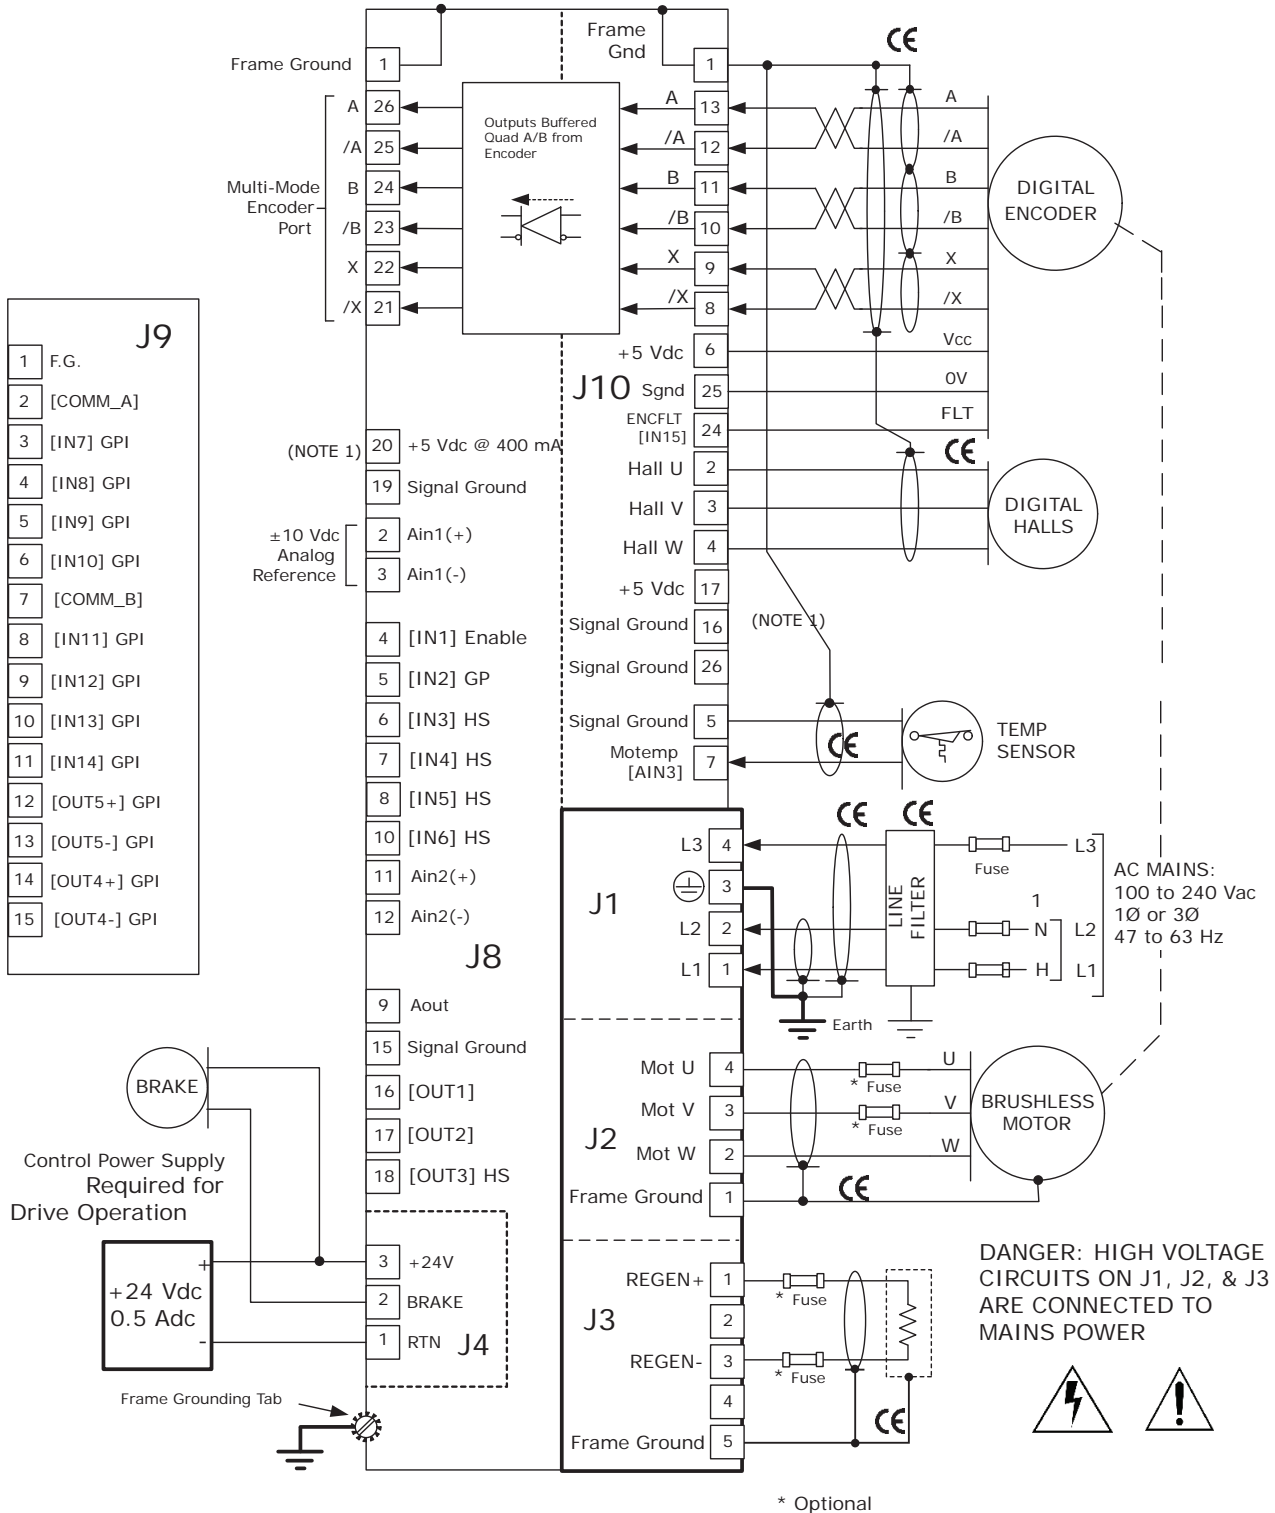 Frame Ground 1
Frame
Gnd 1
CE
A 26
/A 25
B 24
/B 23
X 22
/X 21
Multi-Mode
Encoder
Port
Outputs Buffered
Quad A/B from
Encoder
A 13 A
/A 12 /A
B 11 B
/B 10 /B
X 9 X
/X 8 /X
+5 Vdc 6 Vcc
Sgnd 25 0V
ENCFLT
[IN15] 24 FLT
DIGITAL
ENCODER
J10
CE
Hall U 2
Hall V 3
Hall W 4
DIGITAL
HALLS
+5 Vdc 17
Signal Ground 16
(NOTE 1)
Signal Ground 26
Signal Ground 5
Motemp
[AIN3] 7
CE
TEMP
SENSOR
J9
1 F.G.
2 [COMM_A]
3 [IN7] GPI
4 [IN8] GPI
5 [IN9] GPI
6 [IN10] GPI
7 [COMM_B]
8 [IN11] GPI
9 [IN12] GPI
10 [IN13] GPI
11 [IN14] GPI
12 [OUT5+] GPI
13 [OUT5-] GPI
14 [OUT4+] GPI
15 [OUT4-] GPI
(NOTE 1) 20 +5 Vdc @ 400 mA
19 Signal Ground
±10 Vdc
Analog
Reference
2 Ain1(+)
3 Ain1(-)
4 [IN1] Enable
5 [IN2] GP
6 [IN3] HS
7 [IN4] HS
8 [IN5] HS
10 [IN6] HS
11 Ain2(+)
12 Ain2(-)
J8
9 Aout
15 Signal Ground
16 [OUT1]
17 [OUT2]
18 [OUT3] HS
BRAKE
Control Power Supply
Required for
Drive Operation
+
+24 Vdc
0.5 Adc
-
3 +24V
2 BRAKE
1 RTN
J4
Frame Grounding Tab
J1
L3 4
3
L2 2
L1 1
CE
CE
LINE
FILTER
Fuse
L3
1
N L2
H L1
AC MAINS:
100 to 240 Vac
1Ø or 3Ø
47 to 63 Hz
Earth
J2
Mot U 4
Mot V 3
Mot W 2
Frame Ground 1
* Fuse
* Fuse
U
V
W
BRUSHLESS
MOTOR
CE
J3
REGEN+ 1
2
REGEN- 3
4
Frame Ground 5
* Fuse
* Fuse
CE
DANGER: HIGH VOLTAGE
CIRCUITS ON J1, J2, & J3
ARE CONNECTED TO
MAINS POWER
* Optional